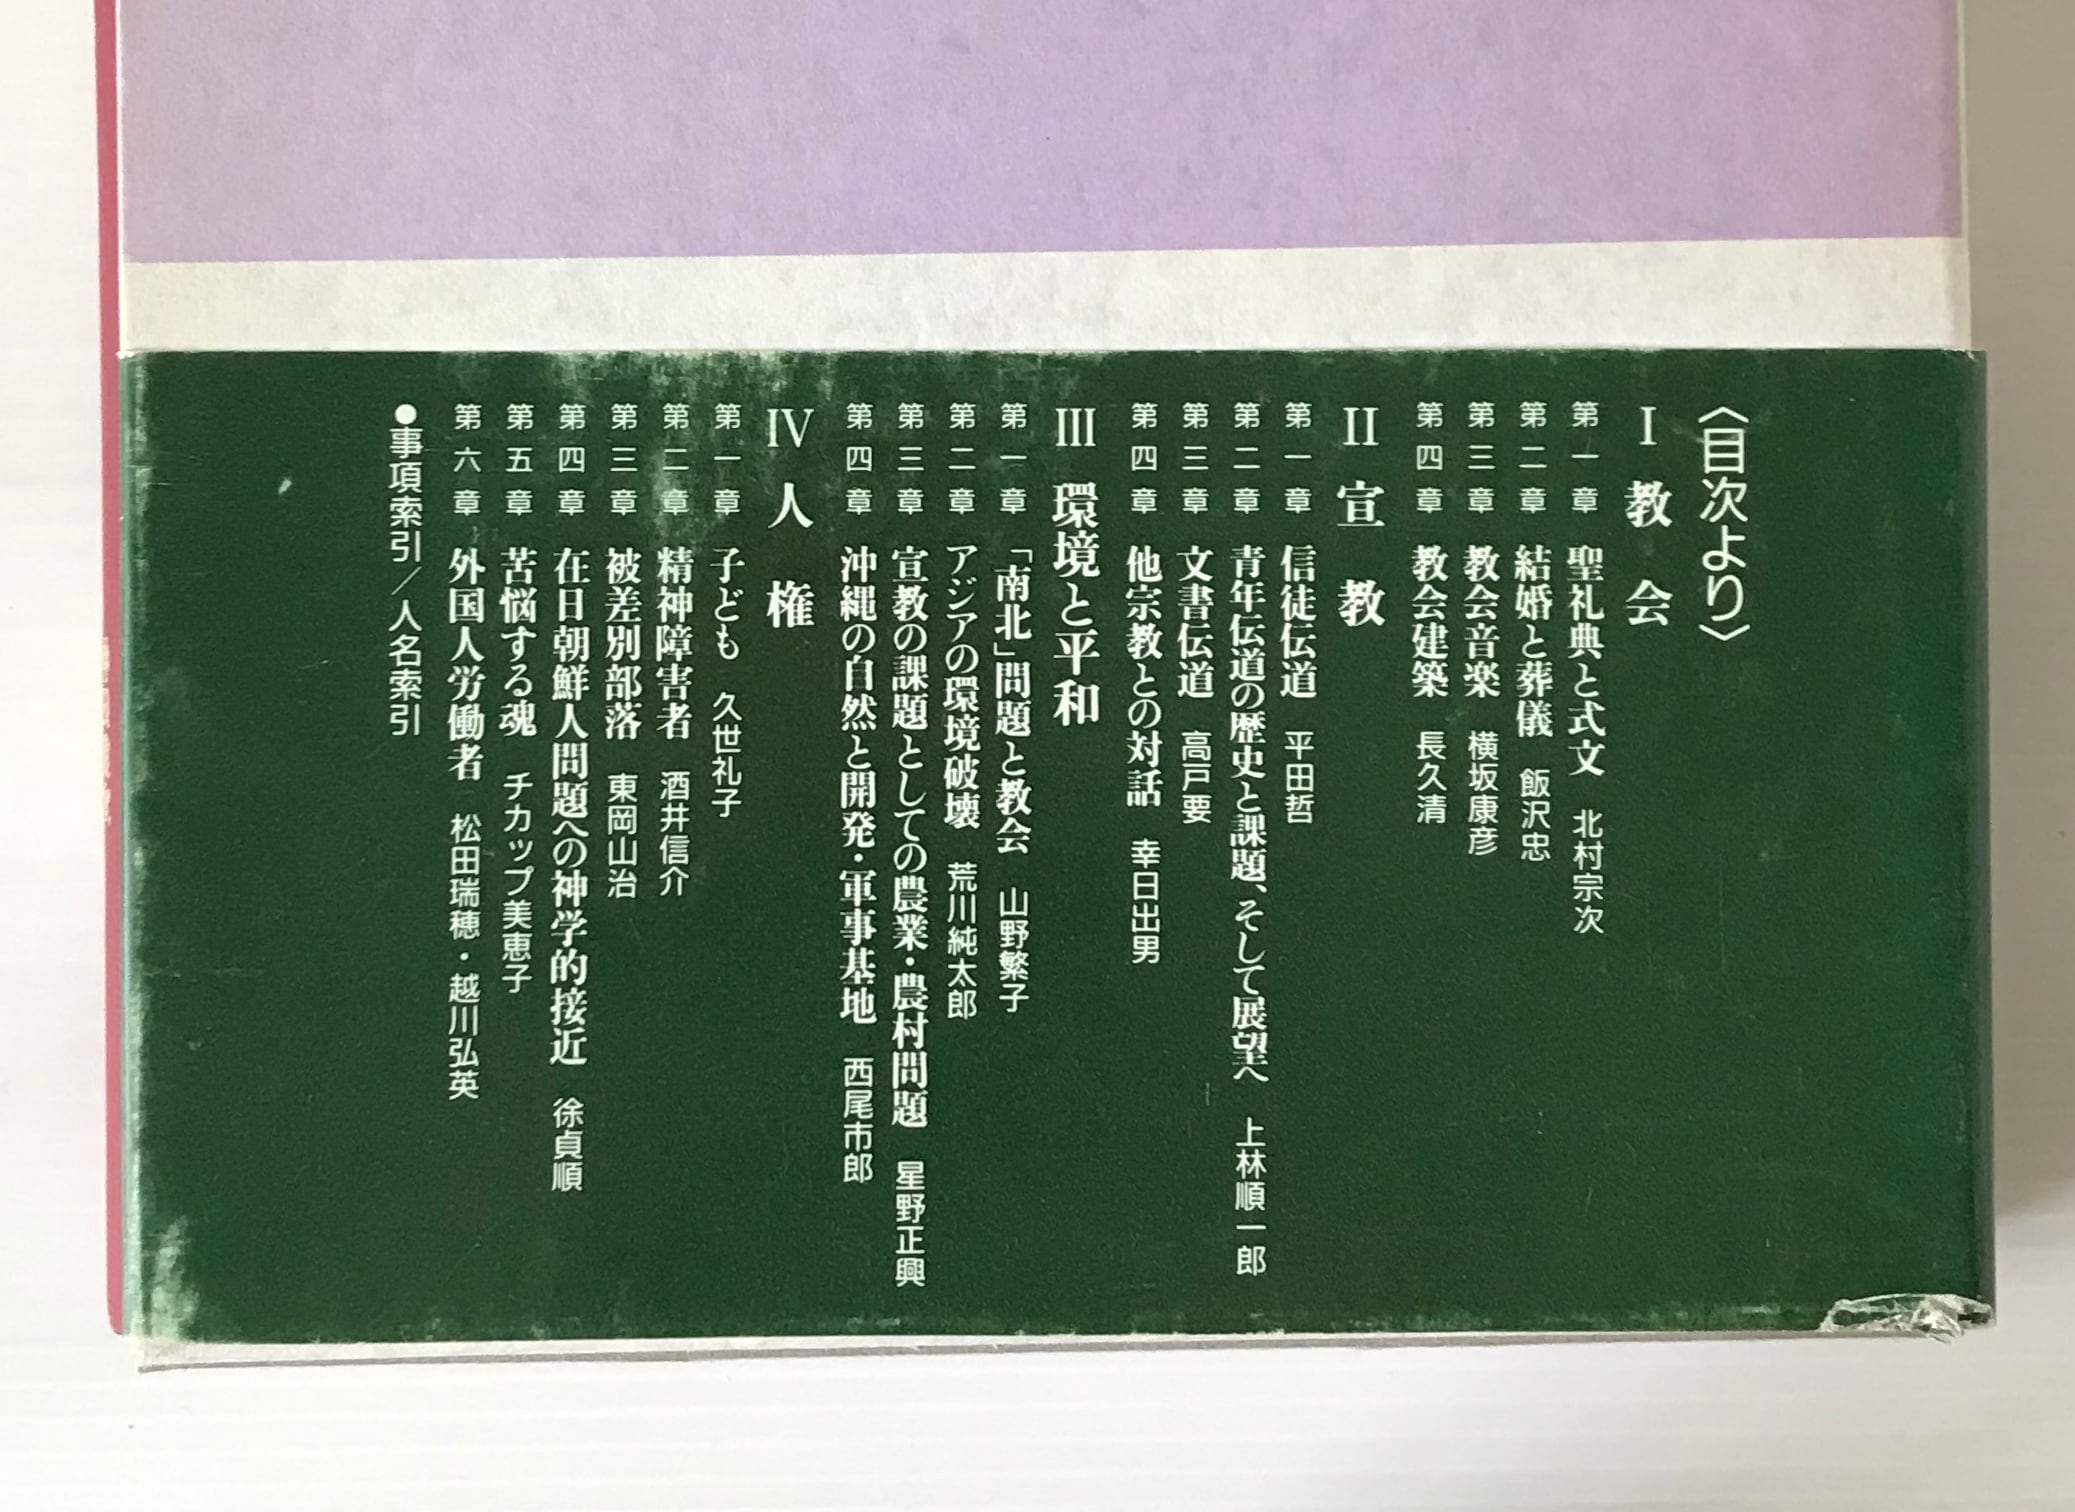 〈目次より〉
Ⅰ 教会
第一章 聖礼典と式文 北村宗次
第二章 結婚と葬儀 飯沢忠
第三章 教会音楽 横坂康彦
第四章 教会建築 長久清
Ⅱ 宣教
第一章 信徒伝道 平田哲
第二章 青年伝道の歴史と課題、そして展望へ 上林順一郎
第三章 文書伝道 高戸要
第四章 他宗教との対話 幸日出男
Ⅲ 環境と平和
第一章 「南北」問題と教会 山野繁子
第二章 アジアの環境破壊 荒川純太郎
第三章 宣教の課題としての農業・農村問題 星野正興
第四章 沖縄の自然と開発・軍事基地 西尾市郎
Ⅳ 人権
第一章 子ども 久世礼子
第二章 精神障害者 酒井信介
第三章 被差別部落 東岡山治
第四章 在日朝鮮人問題への神学的接近 徐貞順
第五章 苦悩する魂 チカップ美恵子
第六章 外国人労働者 松田瑞穂・越川弘英
●事項索引／人名索引